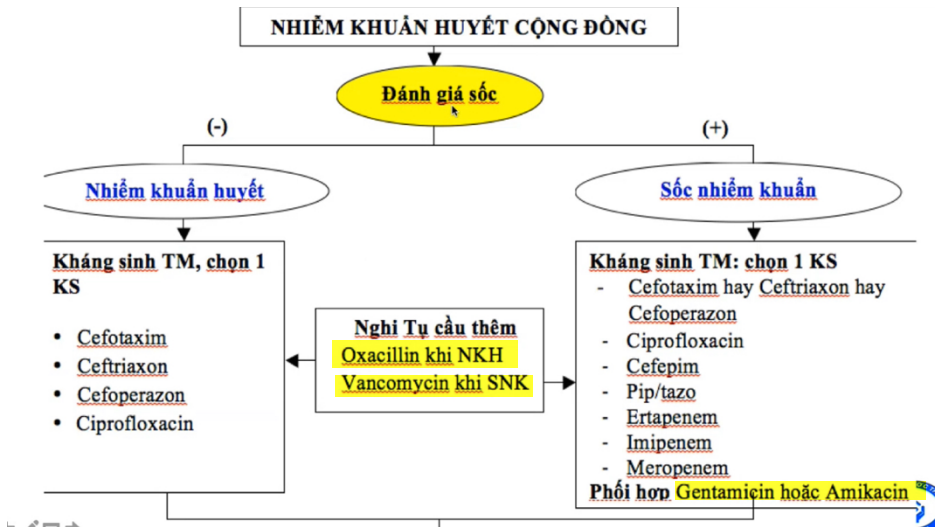 NHIỄM KHUẨN HUYẾT CỘNG ĐỒNG
Đánh giá sốc
(-)
(+)
Nhiễm khuẩn huyết
Sốc nhiễm khuẩn
Kháng sinh TM, chọn 1
KS
• Cefotaxim
• Ceftriaxon
• Cefoperazon
• Ciprofloxacin
Nghi Tụ cầu thêm
Oxacillin khi NKH
Vancomycin khi SNK
Kháng sinh TM: chọn 1 KS
- Cefotaxim hay Ceftriaxon hay
Cefoperazon
- Ciprofloxacin
- Cefepim
- Pip/tazo
- Ertapenem
- Imipenem
- Meropenem
Phối hợp Gentamicin hoặc Amikacin